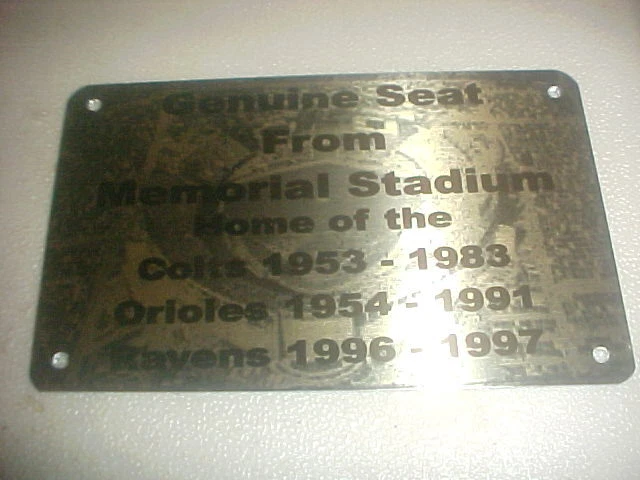 Genuine Seat
From
Memorial Stadium
Home of the
Colts 1953 - 1983
Orioles 1954 - 1991
Ravens 1996 - 1997